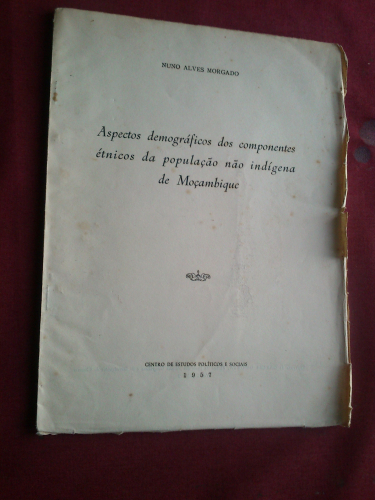 NUNO ALVES MORGADO
Aspectos demográficos dos componentes
étnicos da população não indígena
de Moçambique
CENTRO DE ESTUDOS POLÍTICOS E SOCIAIS
1957